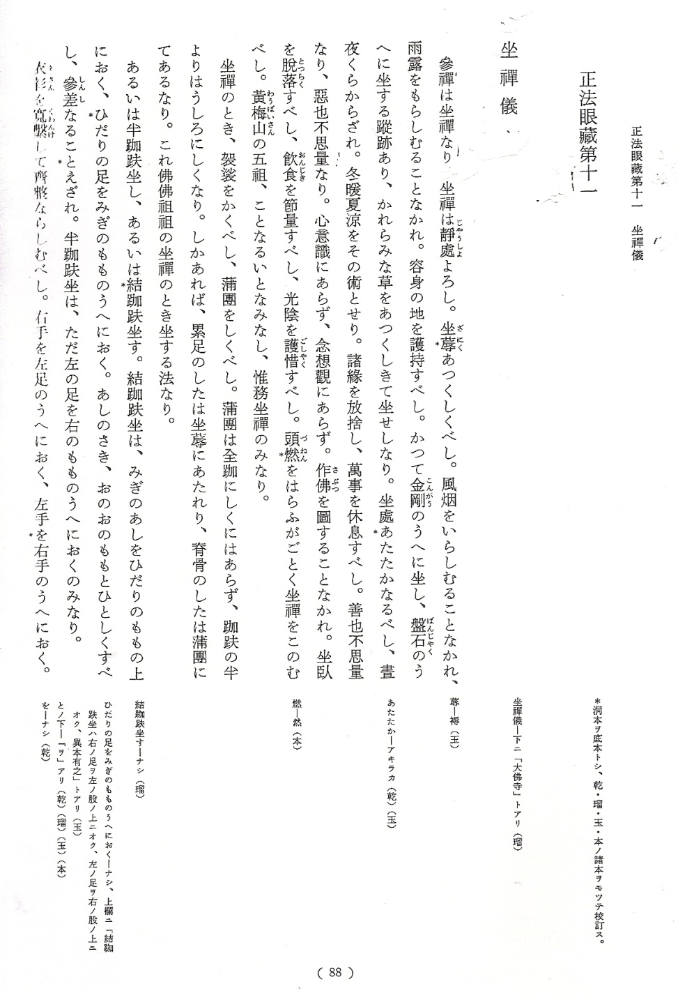 正法眼藏第十一　坐禪儀
正法眼藏第十一
坐禪儀
參禪は坐禪なり、坐禪は靜處よろし。坐蓐あつくしくべし。風烟をいらしむることなかれ、
雨露をもらしむることなかれ。容身の地を護持すべし。かつて金剛のうへに坐し、盤石のう
へに坐する蹤跡あり、かれらみな草をあつくしきて坐せしなり。坐處あたたかなるべし、晝
夜くらからざれ。冬暖夏涼をその術とせり。諸緣を放捨し、萬事を休息すべし。善也不思量
なり、惡也不思量なり。心意識にあらず、念想觀にあらず。作佛を圖することなかれ。坐臥
を脫落すべし、飮食を節量すべし、光陰を護惜すべし。頭燃をはらふがごとく坐禪をこのむ
べし。黃梅山の五祖、ことなるいとなみなし、惟務坐禪のみなり。
坐禪のとき、袈裟をかくべし、蒲團をしくべし。蒲團は全跏にしくにはあらず、跏趺の半
よりはうしろにしくなり。しかあれば、累足のしたは坐蓐にあたれり、脊骨のしたは蒲團に
てあるなり。これ佛佛祖祖の坐禪のとき坐する法なり。
あるいは半跏趺坐し、あるいは*結跏趺坐す。結跏趺坐は、みぎのあしをひだりのももの上
におく、*ひだりの足をみぎのもものうへにおく。あしのさき、おのおのももとひとしくすべ
し、參差なること*とえざれ。半跏趺坐は、ただ左の足を右のもものうへにおくのみなり。
衣衫を寬繫して齊整ならしむべし。右手を左足のうへにおく、左手*を右手のうへにおく。
*洞本ヲ底本トシ、乾・瑠・玉・本ノ諸本ヲモツテ校訂ス。
坐禪儀―下ニ「大佛寺」トアリ（瑠）
蓐―褥（玉）
あたたか―アキラカ（乾）（玉）
燃―然（本）
結跏趺坐す―ナシ（瑠）
ひだりの足をみぎのもものうへにおく―ナシ、上欄ニ「結跏
趺坐ハ右ノ足ヲ左ノ股ノ上ニオク、左ノ足ヲ右ノ股ノ上ニ
オク、異本有之」トアリ（玉）
とノ下―「ヲ」アリ（乾）（瑠）（玉）（本）
を―ナシ（乾）
( 88 )